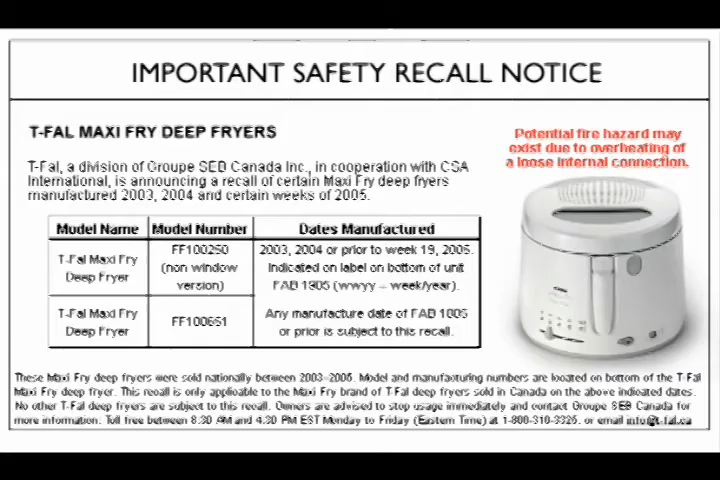 IMPORTANT SAFETY RECALL NOTICE
T-FAL MAXI FRY DEEP FRYERS
Potential fire hazard may
exist due to overheating of
a loose internal connection.
T-Fal, a division of Groupe SEB Canada Inc., in cooperation with CSA
International, is announcing a recall of certain Maxi Fry deep fryers
manufactured 2003, 2004 and certain weeks of 2005.
Model Name Model Number Dates Manufactured
T-Fal Maxi Fry
Deep Fryer
FF100250
(non window
version)
2003, 2004 or prior to week 19, 2005.
Indicated on label on bottom of unit
FAB 1905 (wwyy – week/year).
T-Fal Maxi Fry
Deep Fryer
FF100651
Any manufacture date of FAB 1005
or prior is subject to this recall.
These Maxi Fry deep fryers were sold nationally between 2003-2005. Model and manufacturing numbers are located on bottom of the T-Fal
Maxi Fry deep fryer. This recall is only applicable to the Maxi Fry brand of T-Fal deep fryers sold in Canada on the above indicated dates.
No other T-Fal deep fryers are subject to this recall. Owners are advised to stop usage immediately and contact Groupe SEB Canada for
more information. Toll free between 8:30 AM and 4:30 PM EST Monday to Friday (Eastern Time) at 1-800-310-3325. or email info@t-fal.ca